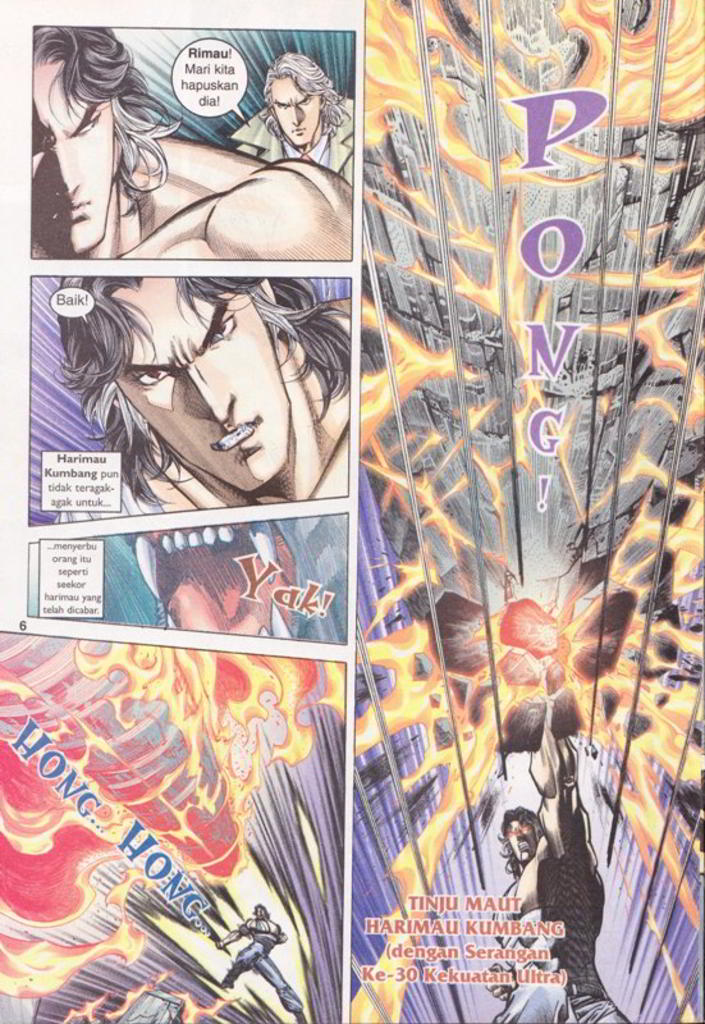 Rimau!
Mari kita
hapuskan
dia!
Baik!
Harimau
Kumbang pun
tidak teragak-
agak untuk...
...menyerbu
orang itu
seperti
seekor
harimau yang
telah dicabar.
Yak!
6
HONG... HONG...
PONG!
TINJU MAUT
HARIMAU KUMBANG
(dengan Serangan
Ke-30 Kekuatan Ultra)